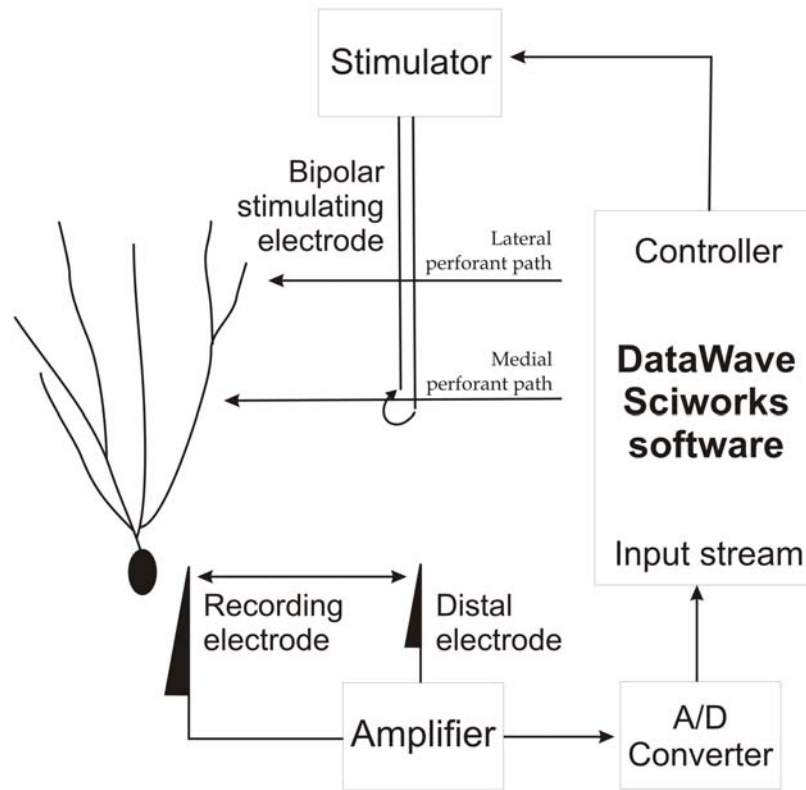 Stimulator
Bipolar
stimulating
electrode
Lateral
perforant path
Medial
perforant path
Controller
DataWave
Sciworks
software
Input stream
Recording
electrode
Distal
electrode
Amplifier
A/D
Converter